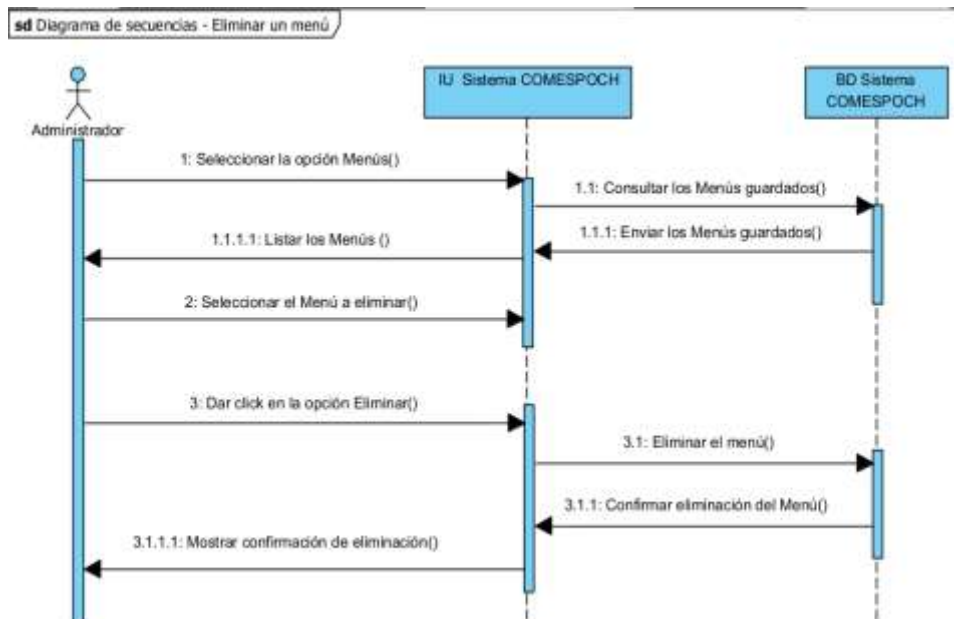 sd Diagrama de secuencias - Eliminar un menú
IU Sistema COMESPOCH
BD Sistema
COMESPOCH
Administrador
1: Seleccionar la opción Menús()
1.1: Consultar los Menús guardados()
1.1.1: Enviar los Menús guardados()
1.1.1.1: Listar los Menús ()
2: Seleccionar el Menú a eliminar()
3: Dar click en la opción Eliminar()
3.1: Eliminar el menú()
3.1.1: Confirmar eliminación del Menú()
3.1.1.1: Mostrar confirmación de eliminación()